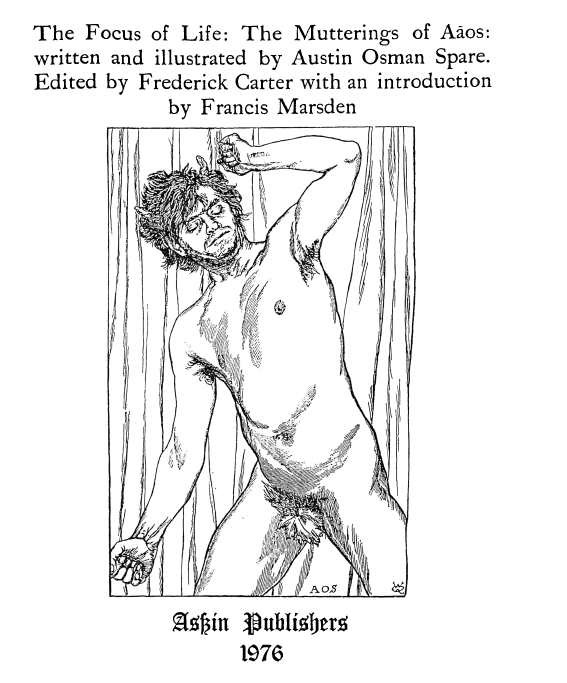 The Focus of Life: The Mutterings of Aāos:
written and illustrated by Austin Osman Spare.
Edited by Frederick Carter with an introduction
by Francis Marsden
AOS
Askin Publishers
1976